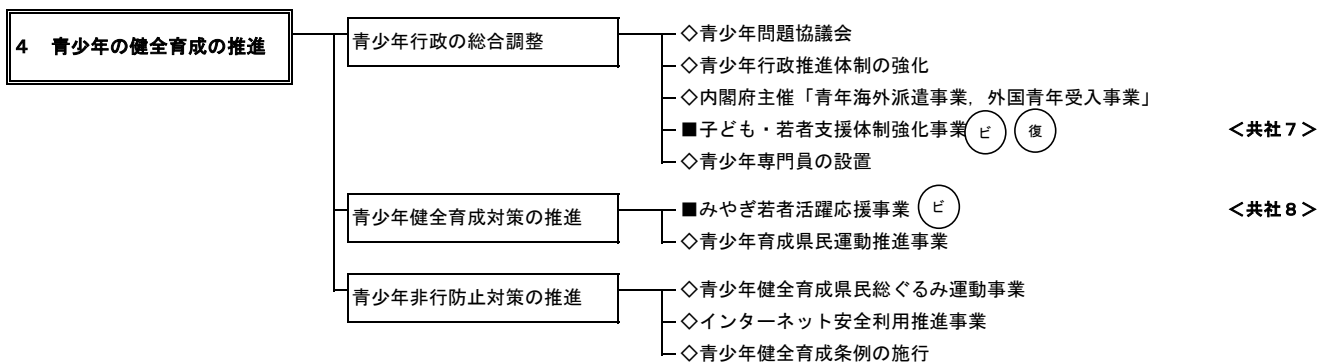 4　青少年の健全育成の推進
青少年行政の総合調整
◇青少年問題協議会
◇青少年行政推進体制の強化
◇内閣府主催「青年海外派遣事業，外国青年受入事業」
■子ども・若者支援体制強化事業 ビ 復 ＜共社７＞
◇青少年専門員の設置
青少年健全育成対策の推進
■みやぎ若者活躍応援事業 ビ ＜共社８＞
◇青少年育成県民運動推進事業
青少年非行防止対策の推進
◇青少年健全育成県民総ぐるみ運動事業
◇インターネット安全利用推進事業
◇青少年健全育成条例の施行